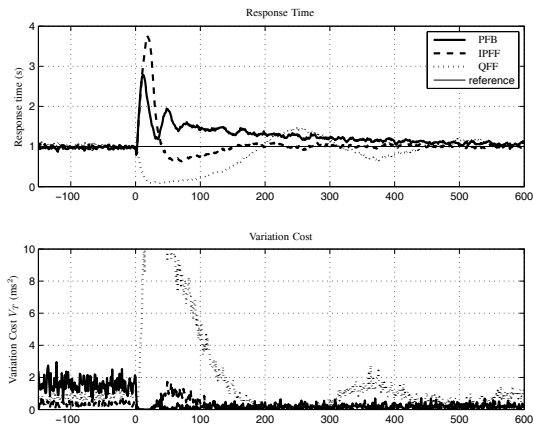 Response Time
Response time (s)
4
3
2
1
0
PFB
IPFF
QFF
reference
−100 0 100 200 300 400 500 600
Variation Cost
Variation Cost V_T (ms²)
10
8
6
4
2
0
−100 0 100 200 300 400 500 600